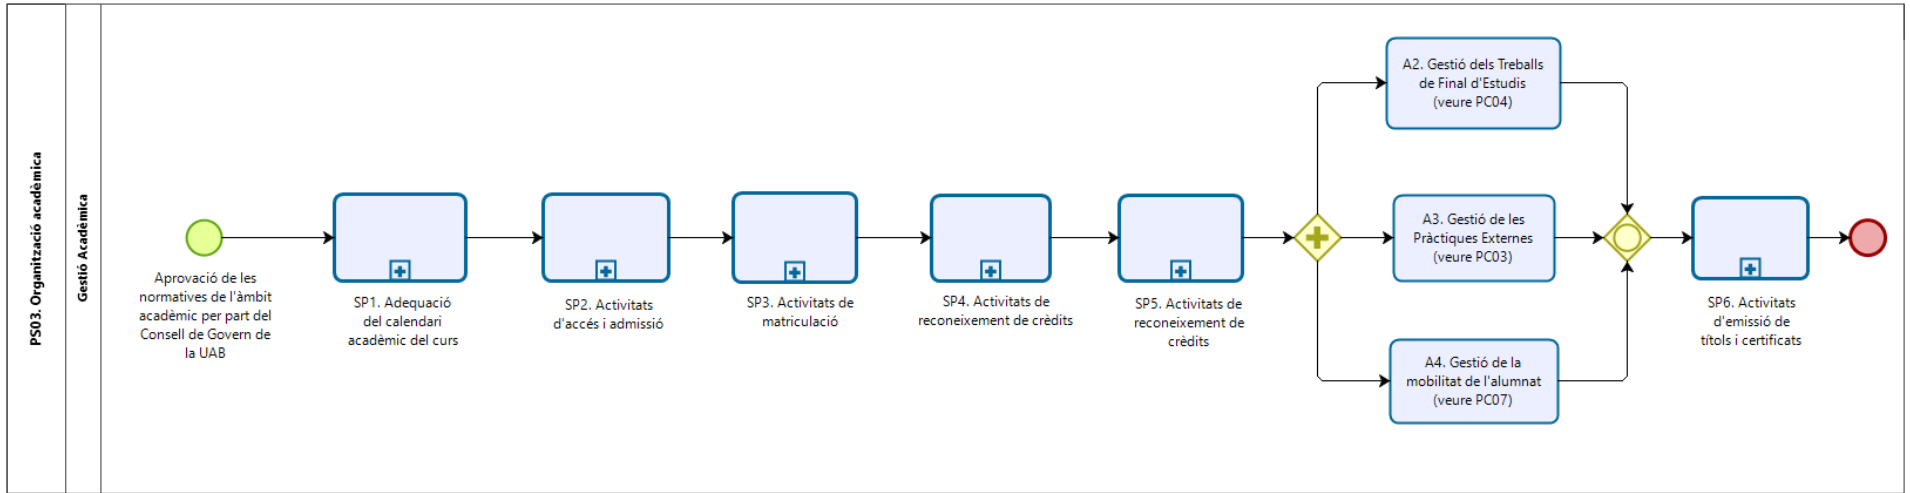 PS03. Organització acadèmica
Gestió Acadèmica
Aprovació de les
normatives de l'àmbit
acadèmic per part del
Consell de Govern de
la UAB
SP1. Adequació
del calendari
acadèmic del curs
SP2. Activitats
d'accés i admissió
SP3. Activitats de
matriculació
SP4. Activitats de
reconeixement de crèdits
SP5. Activitats de
reconeixement de
crèdits
A2. Gestió dels Treballs
de Final d'Estudis
(veure PC04)
A3. Gestió de les
Pràctiques Externes
(veure PC03)
A4. Gestió de la
mobilitat de l'alumnat
(veure PC07)
SP6. Activitats
d'emissió de
títols i certificats